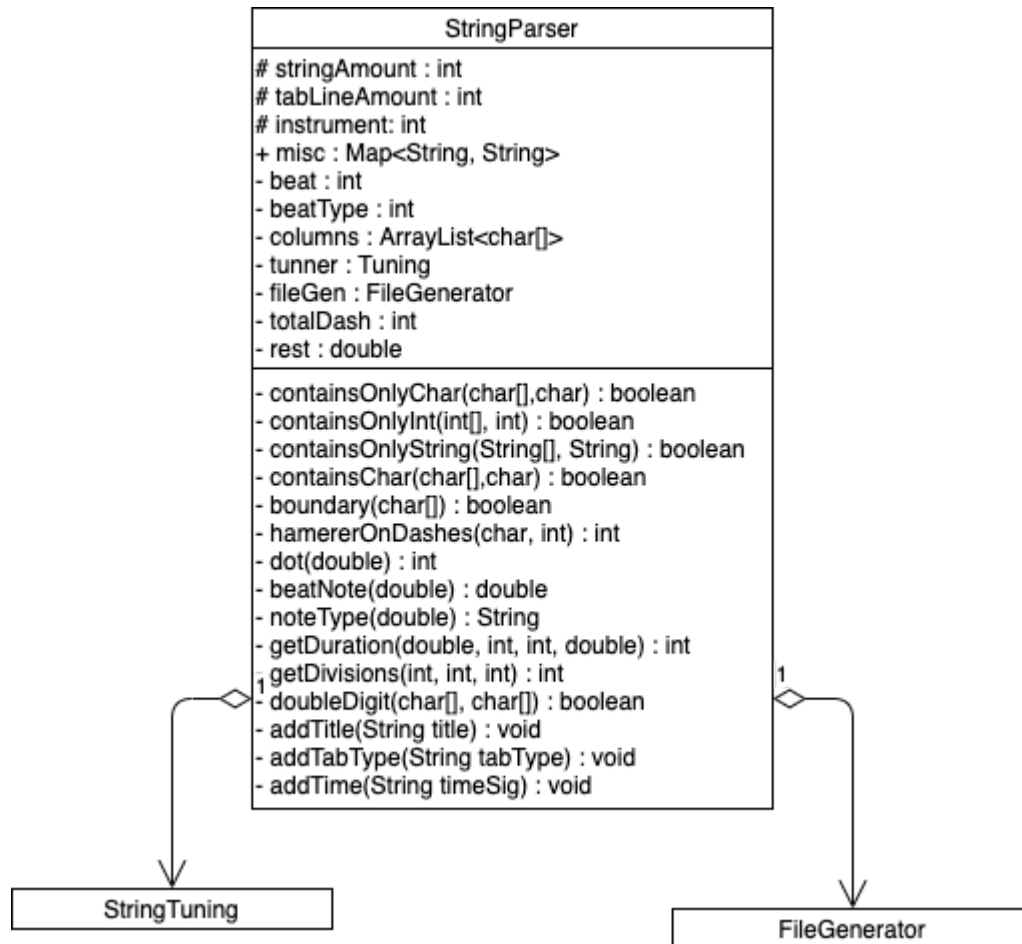 StringParser
# stringAmount : int
# tabLineAmount : int
# instrument: int
+ misc : Map<String, String>
- beat : int
- beatType : int
- columns : ArrayList<char[]>
- tunner : Tuning
- fileGen : FileGenerator
- totalDash : int
- rest : double
- containsOnlyChar(char[],char) : boolean
- containsOnlyInt(int[], int) : boolean
- containsOnlyString(String[], String) : boolean
- containsChar(char[],char) : boolean
- boundary(char[]) : boolean
- hamererOnDashes(char, int) : int
- dot(double) : int
- beatNote(double) : double
- noteType(double) : String
- getDuration(double, int, int, double) : int
- getDivisions(int, int, int) : int
1
1
- doubleDigit(char[], char[]) : boolean
- addTitle(String title) : void
- addTabType(String tabType) : void
- addTime(String timeSig) : void
StringTuning
FileGenerator